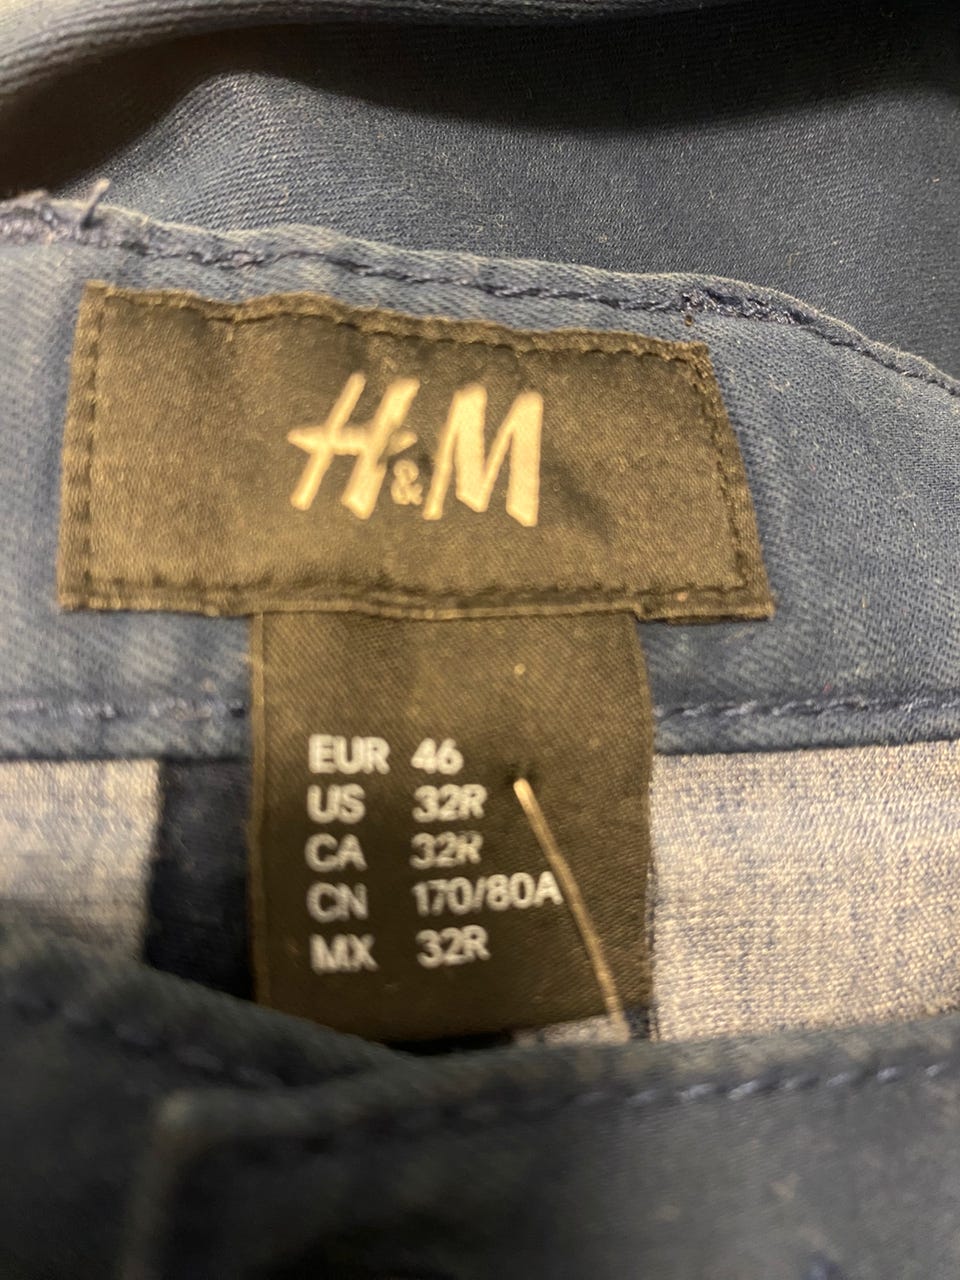 H&M
EUR 46
US 32R
CA 32R
CN 170/80A
MX 32R